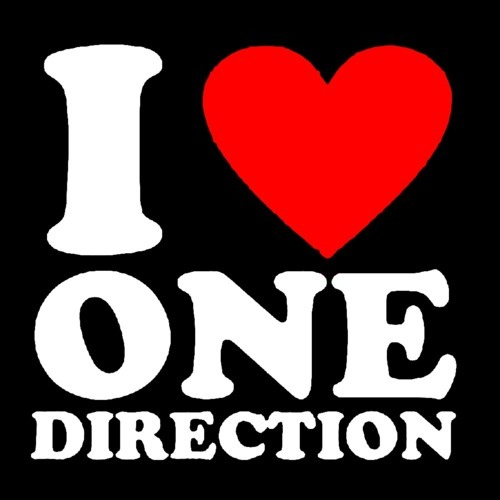 I ❤
ONE
DIRECTION